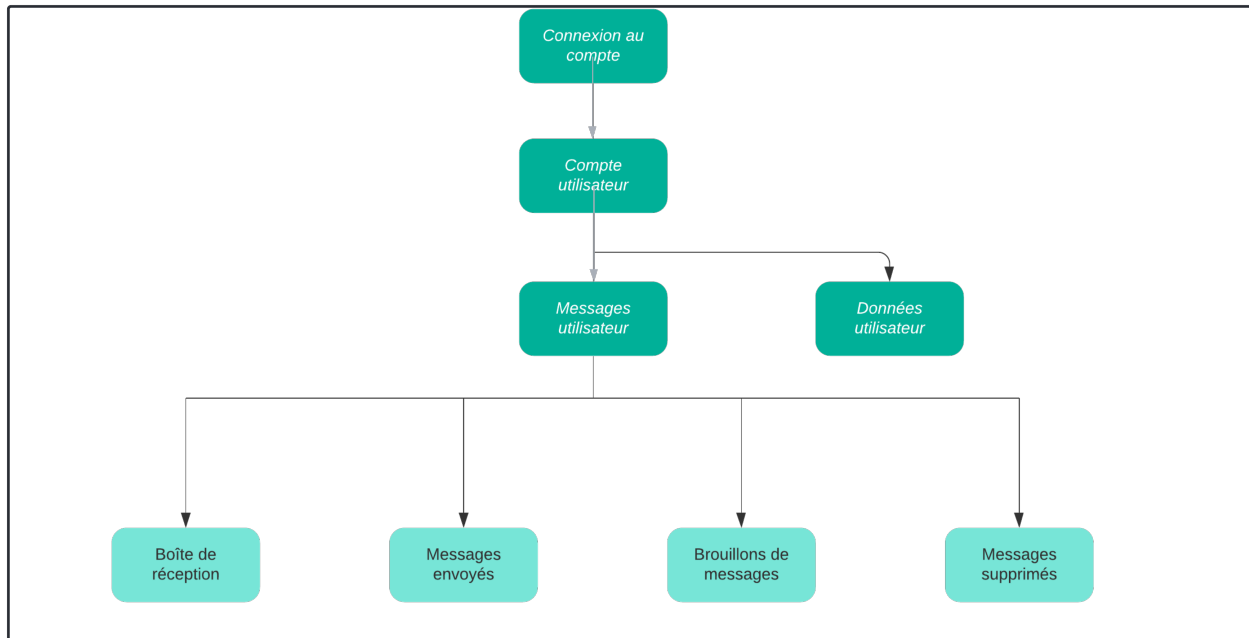 Connexion au
compte
Compte
utilisateur
Messages
utilisateur
Données
utilisateur
Boîte de
réception
Messages
envoyés
Brouillons de
messages
Messages
supprimés